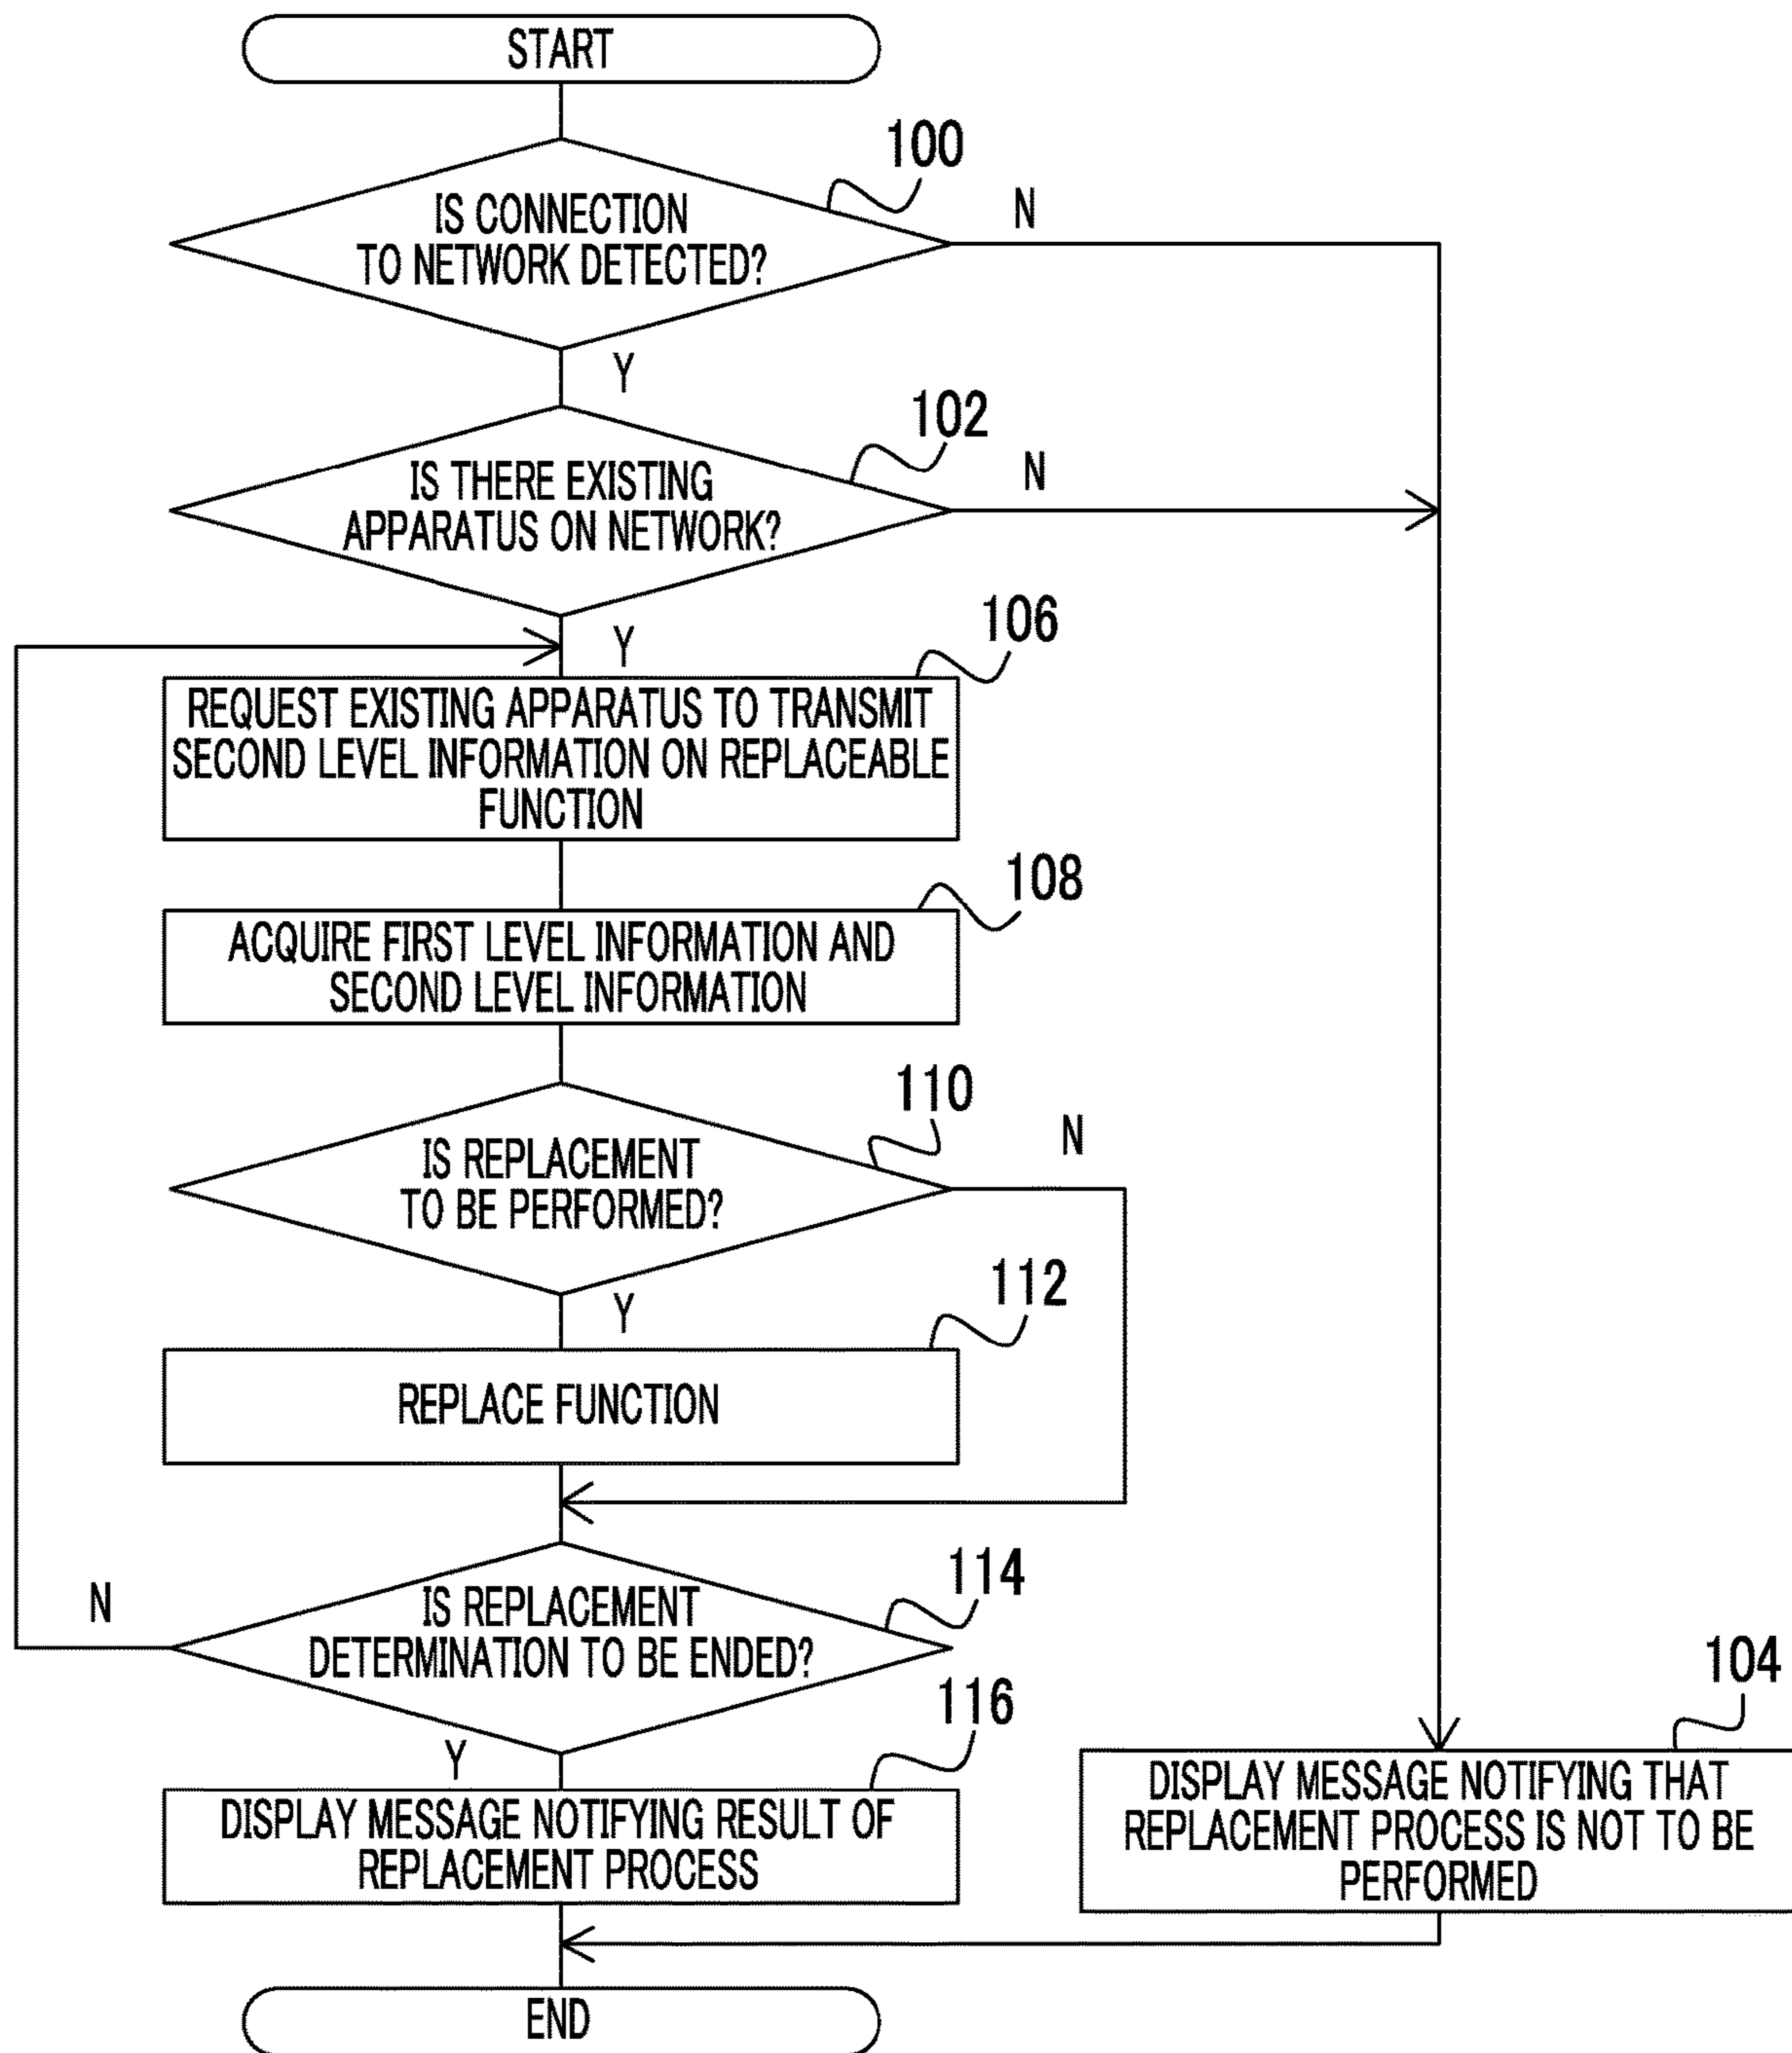 START
100
IS CONNECTION
TO NETWORK DETECTED?
N
Y
102
IS THERE EXISTING
APPARATUS ON NETWORK?
N
Y
106
REQUEST EXISTING APPARATUS TO TRANSMIT
SECOND LEVEL INFORMATION ON REPLACEABLE
FUNCTION
108
ACQUIRE FIRST LEVEL INFORMATION AND
SECOND LEVEL INFORMATION
110
IS REPLACEMENT
TO BE PERFORMED?
N
Y
112
REPLACE FUNCTION
114
IS REPLACEMENT
DETERMINATION TO BE ENDED?
N
Y
116
DISPLAY MESSAGE NOTIFYING RESULT OF
REPLACEMENT PROCESS
104
DISPLAY MESSAGE NOTIFYING THAT
REPLACEMENT PROCESS IS NOT TO BE
PERFORMED
END